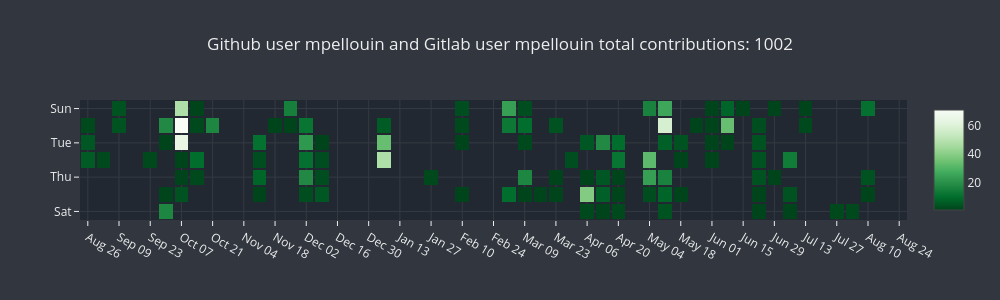 Github user mpellouin and Gitlab user mpellouin total contributions: 1002
Sun
Tue
Thu
Sat
60
40
20
Aug 26
Sep 09
Sep 23
Oct 07
Oct 21
Nov 04
Nov 18
Dec 02
Dec 16
Dec 30
Jan 13
Jan 27
Feb 10
Feb 24
Mar 09
Mar 23
Apr 06
Apr 20
May 04
May 18
Jun 01
Jun 15
Jun 29
Jul 13
Jul 27
Aug 10
Aug 24